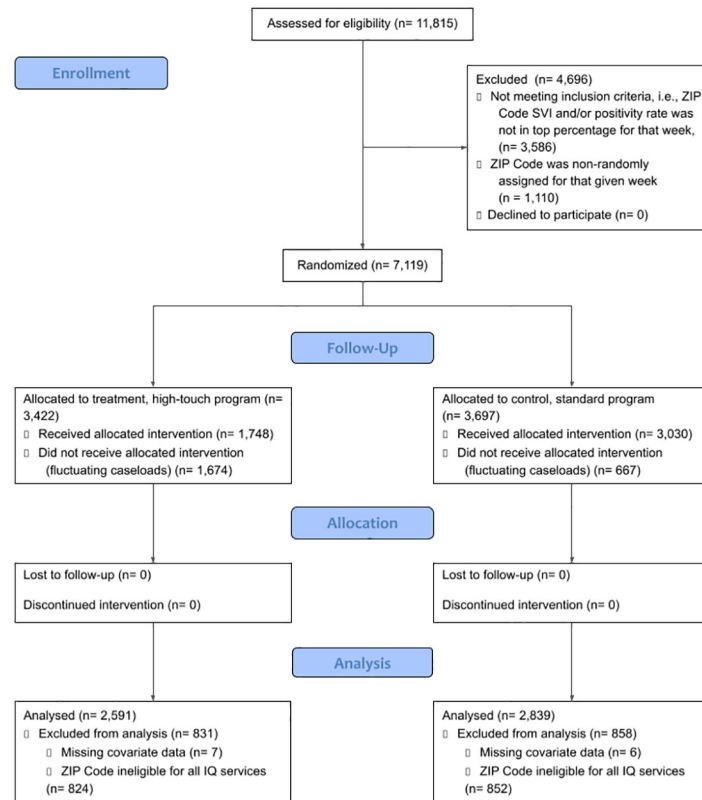 Assessed for eligibility (n= 11,815)
Enrollment
Excluded (n= 4,696)
▯ Not meeting inclusion criteria, i.e., ZIP
Code SVI and/or positivity rate was
not in top percentage for that week,
(n= 3,586)
▯ ZIP Code was non-randomly
assigned for that given week
(n = 1,110)
▯ Declined to participate (n= 0)
Randomized (n= 7,119)
Follow-Up
Allocated to treatment, high-touch program (n=
3,422)
▯ Received allocated intervention (n= 1,748)
▯ Did not receive allocated intervention
(fluctuating caseloads) (n= 1,674)
Allocated to control, standard program
(n= 3,697)
▯ Received allocated intervention (n= 3,030)
▯ Did not receive allocated intervention
(fluctuating caseloads) (n= 667)
Allocation
Lost to follow-up (n= 0)
Discontinued intervention (n= 0)
Lost to follow-up (n= 0)
Discontinued intervention (n= 0)
Analysis
Analysed (n= 2,591)
▯ Excluded from analysis (n= 831)
▯ Missing covariate data (n= 7)
▯ ZIP Code ineligible for all IQ services
(n= 824)
Analysed (n= 2,839)
▯ Excluded from analysis (n= 858)
▯ Missing covariate data (n= 6)
▯ ZIP Code ineligible for all IQ services
(n= 852)